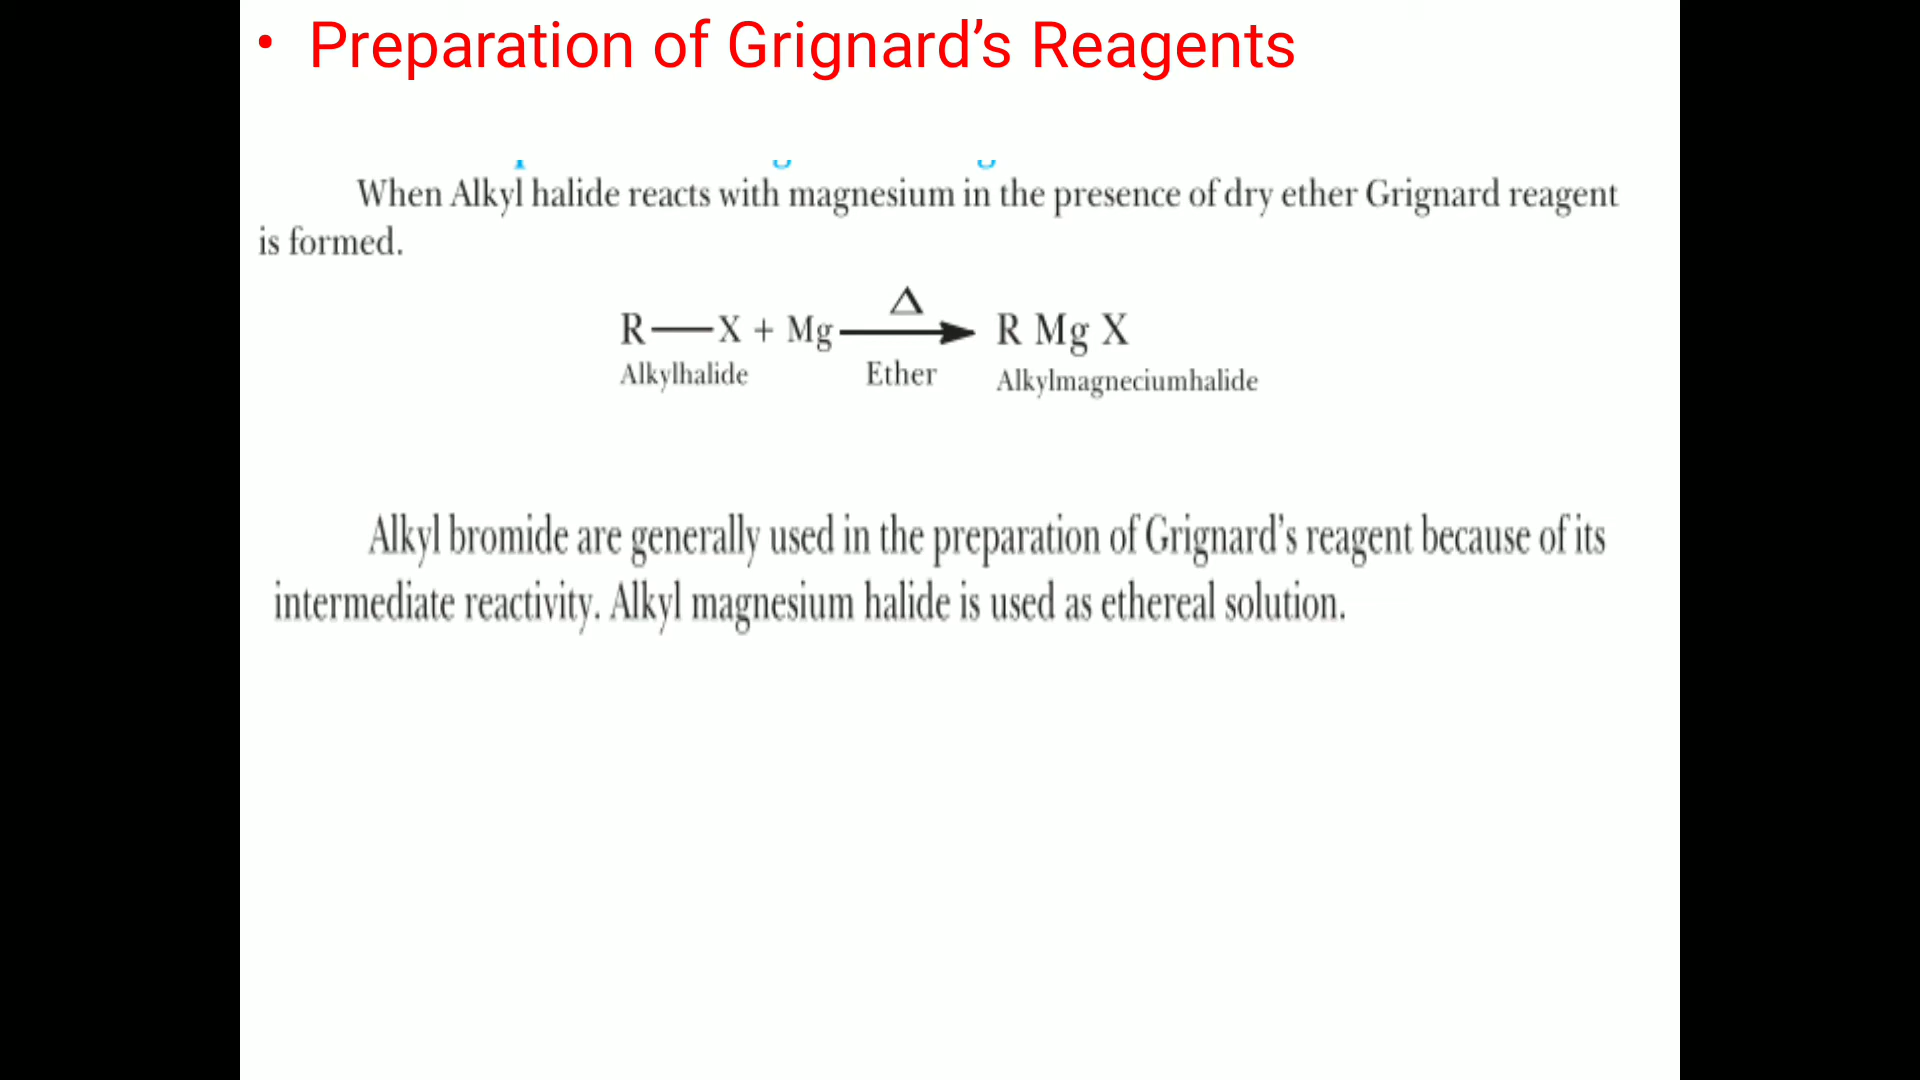 • Preparation of Grignard’s Reagents
When Alkyl halide reacts with magnesium in the presence of dry ether Grignard reagent
is formed.
Δ
R—X + Mg → R Mg X
Alkylhalide Ether Alkylmagneciumhalide
Alkyl bromide are generally used in the preparation of Grignard’s reagent because of its
intermediate reactivity. Alkyl magnesium halide is used as ethereal solution.